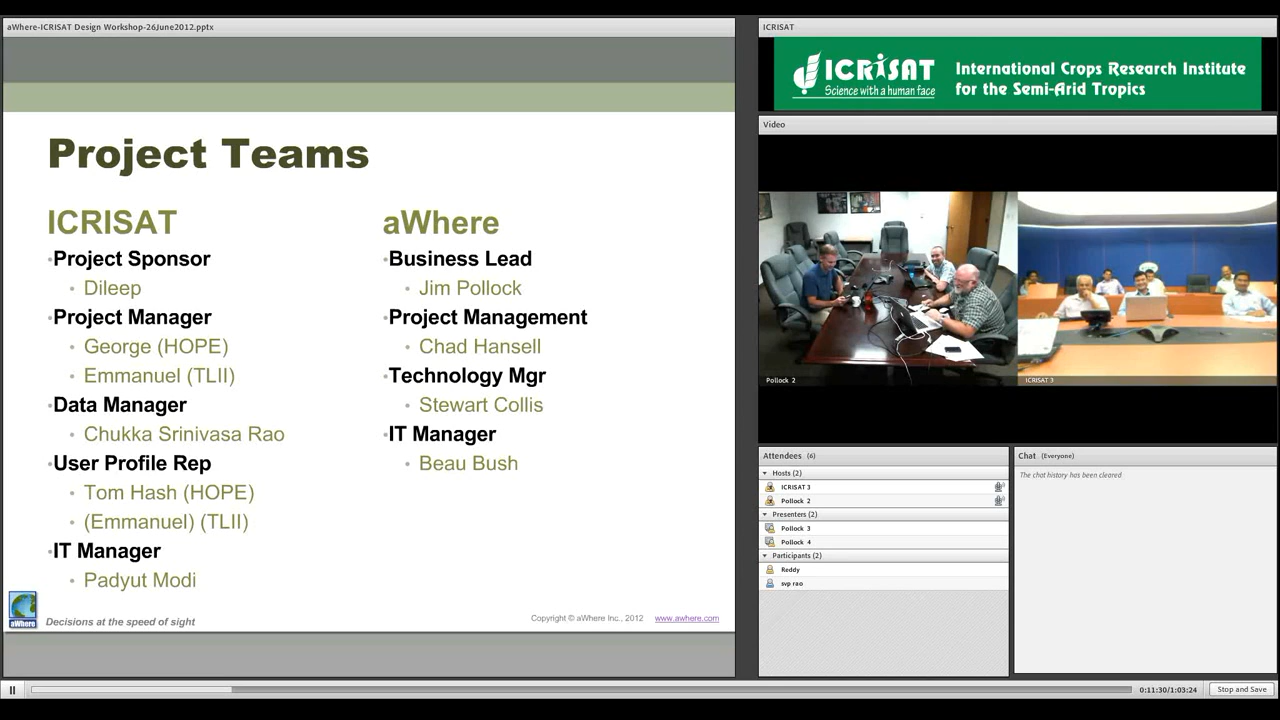 aWhere-ICRISAT Design Workshop-26June2012.pptx
Project Teams
ICRISAT
•Project Sponsor
• Dileep
•Project Manager
• George (HOPE)
• Emmanuel (TLII)
•Data Manager
• Chukka Srinivasa Rao
•User Profile Rep
• Tom Hash (HOPE)
• (Emmanuel) (TLII)
•IT Manager
• Padyut Modi
aWhere
•Business Lead
• Jim Pollock
•Project Management
• Chad Hansell
•Technology Mgr
• Stewart Collis
•IT Manager
• Beau Bush
aWhere
Decisions at the speed of sight
Copyright © aWhere Inc., 2012 www.awhere.com
ICRISAT
ICRISAT
Science with a human face
International Crops Research Institute
for the Semi-Arid Tropics
Video
Pollock 2
ICRISAT 3
Attendees (6)
Hosts (2)
ICRISAT 3
Pollock 2
Presenters (2)
Pollock 3
Pollock 4
Participants (2)
Reddy
svp rao
Chat (Everyone)
The chat history has been cleared
0:11:30/1:03:24
Stop and Save